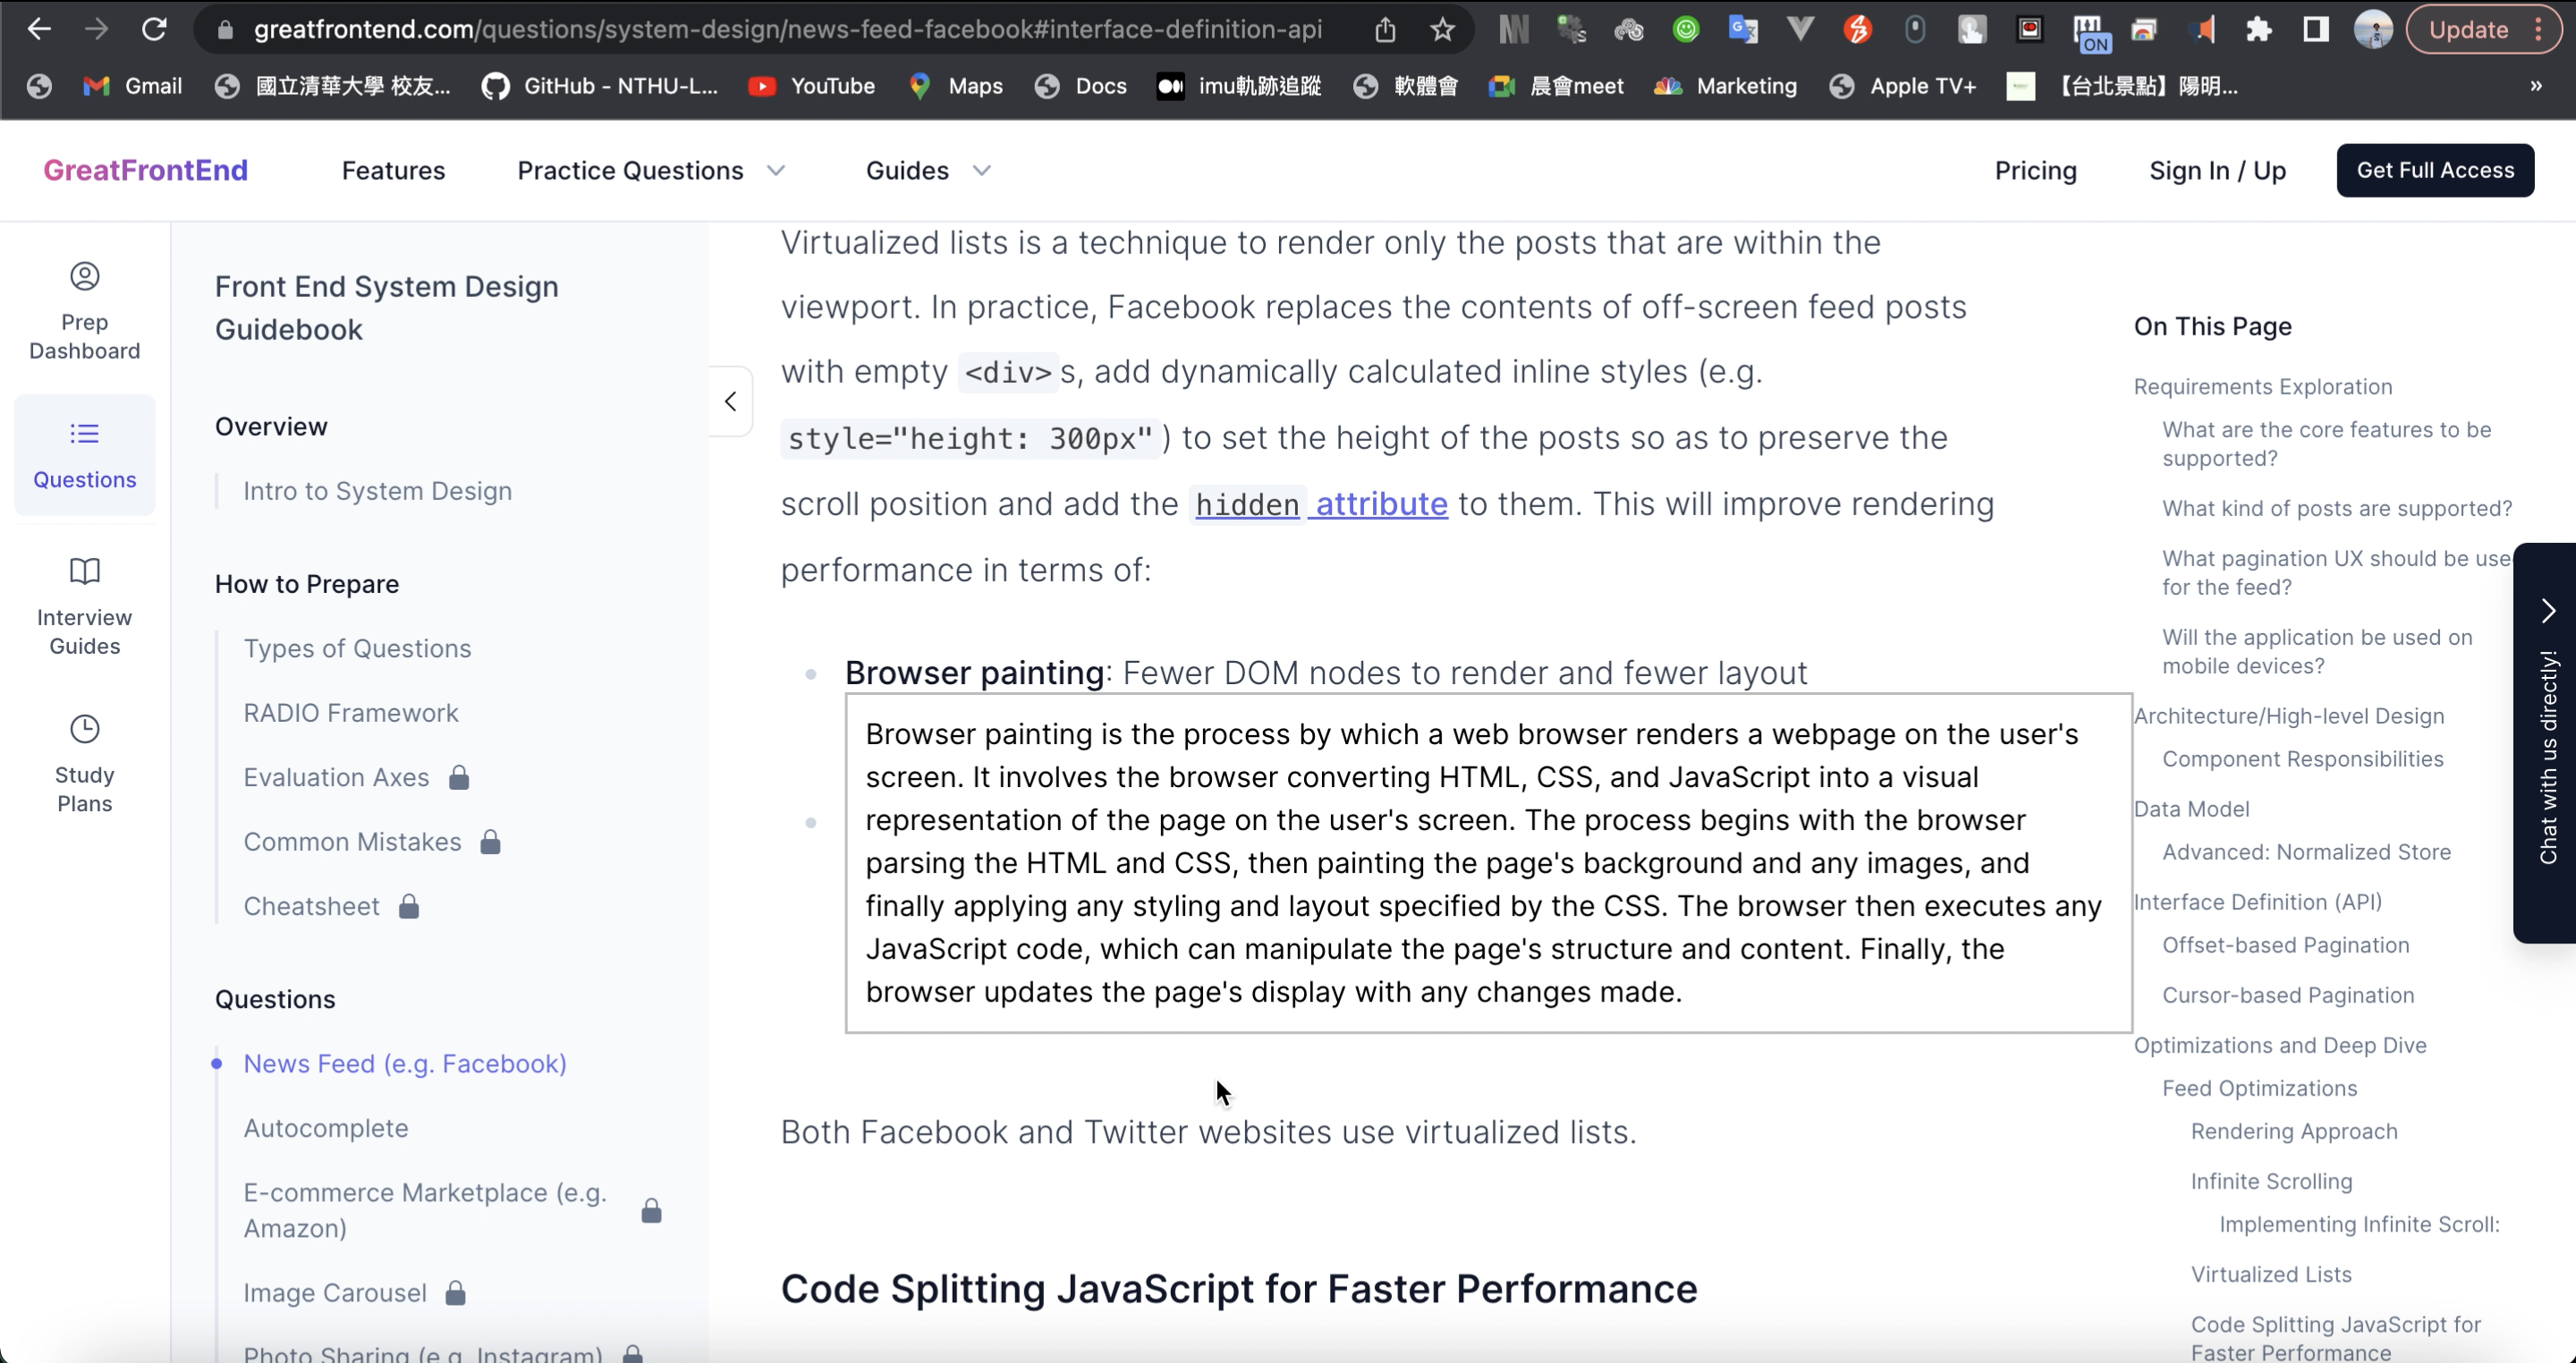 greatfrontend.com/questions/system-design/news-feed-facebook#interface-definition-api
ON
Update
Gmail
國立清華大學 校友...
GitHub - NTHU-L...
YouTube
Maps
Docs
imu軌跡追蹤
軟體會
晨會meet
Marketing
Apple TV+
【台北景點】陽明...
»
GreatFrontEnd
Features
Practice Questions
Guides
Pricing
Sign In / Up
Get Full Access
Prep
Dashboard
Questions
Interview
Guides
Study
Plans
Front End System Design
Guidebook
Overview
Intro to System Design
How to Prepare
Types of Questions
RADIO Framework
Evaluation Axes
Common Mistakes
Cheatsheet
Questions
News Feed (e.g. Facebook)
Autocomplete
E-commerce Marketplace (e.g.
Amazon)
Image Carousel
Photo Sharing (e.g. Instagram)
Virtualized lists is a technique to render only the posts that are within the
viewport. In practice, Facebook replaces the contents of off-screen feed posts
with empty <div>s, add dynamically calculated inline styles (e.g.
style="height: 300px") to set the height of the posts so as to preserve the
scroll position and add the hidden attribute to them. This will improve rendering
performance in terms of:
Browser painting: Fewer DOM nodes to render and fewer layout
Browser painting is the process by which a web browser renders a webpage on the user's
screen. It involves the browser converting HTML, CSS, and JavaScript into a visual
representation of the page on the user's screen. The process begins with the browser
parsing the HTML and CSS, then painting the page's background and any images, and
finally applying any styling and layout specified by the CSS. The browser then executes any
JavaScript code, which can manipulate the page's structure and content. Finally, the
browser updates the page's display with any changes made.
Both Facebook and Twitter websites use virtualized lists.
Code Splitting JavaScript for Faster Performance
On This Page
Requirements Exploration
What are the core features to be
supported?
What kind of posts are supported?
What pagination UX should be use
for the feed?
Will the application be used on
mobile devices?
Architecture/High-level Design
Component Responsibilities
Data Model
Advanced: Normalized Store
Interface Definition (API)
Offset-based Pagination
Cursor-based Pagination
Optimizations and Deep Dive
Feed Optimizations
Rendering Approach
Infinite Scrolling
Implementing Infinite Scroll:
Virtualized Lists
Code Splitting JavaScript for
Faster Performance
Chat with us directly!